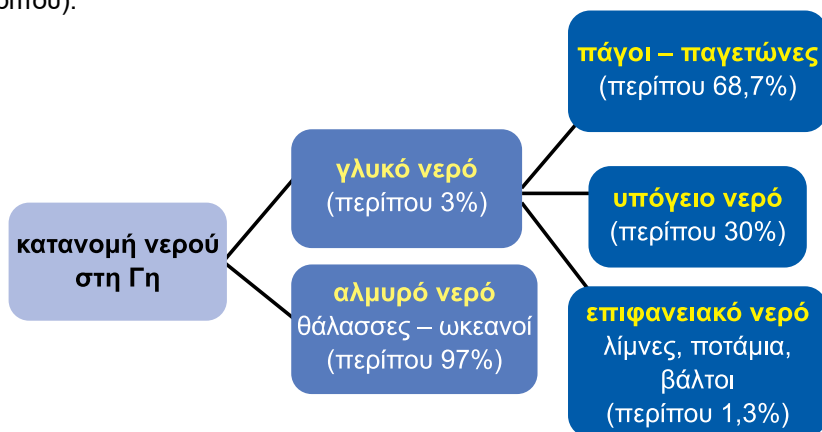 κατανομή νερού
στη Γη
γλυκό νερό
(περίπου 3%)
αλμυρό νερό
θάλασσες – ωκεανοί
(περίπου 97%)
πάγοι – παγετώνες
(περίπου 68,7%)
υπόγειο νερό
(περίπου 30%)
επιφανειακό νερό
λίμνες, ποτάμια,
βάλτοι
(περίπου 1,3%)